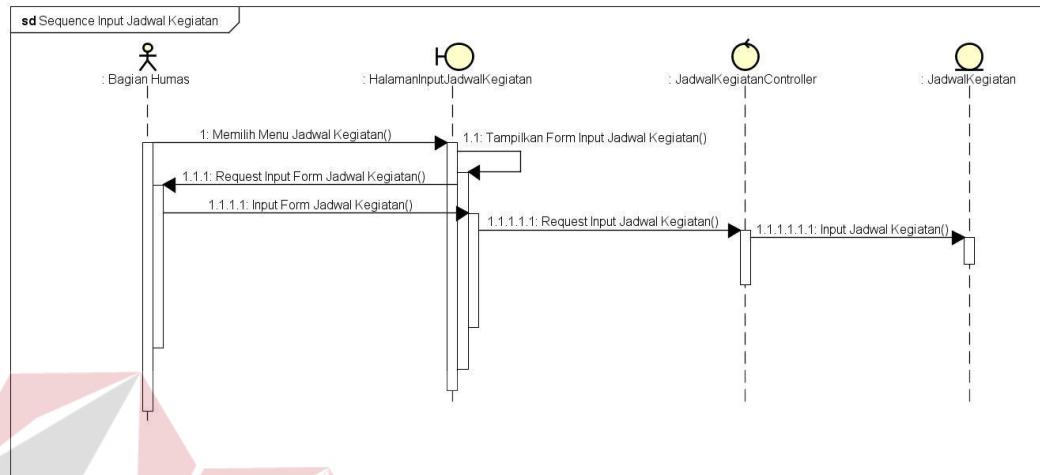 sd Sequence Input Jadwal Kegiatan
: Bagian Humas
: HalamanInputJadwalKegiatan
: JadwalKegiatanController
: JadwalKegiatan
1: Memilih Menu Jadwal Kegiatan()
1.1: Tampilkan Form Input Jadwal Kegiatan()
1.1.1: Request Input Form Jadwal Kegiatan()
1.1.1.1: Input Form Jadwal Kegiatan()
1.1.1.1.1: Request Input Jadwal Kegiatan()
1.1.1.1.1.1: Input Jadwal Kegiatan()